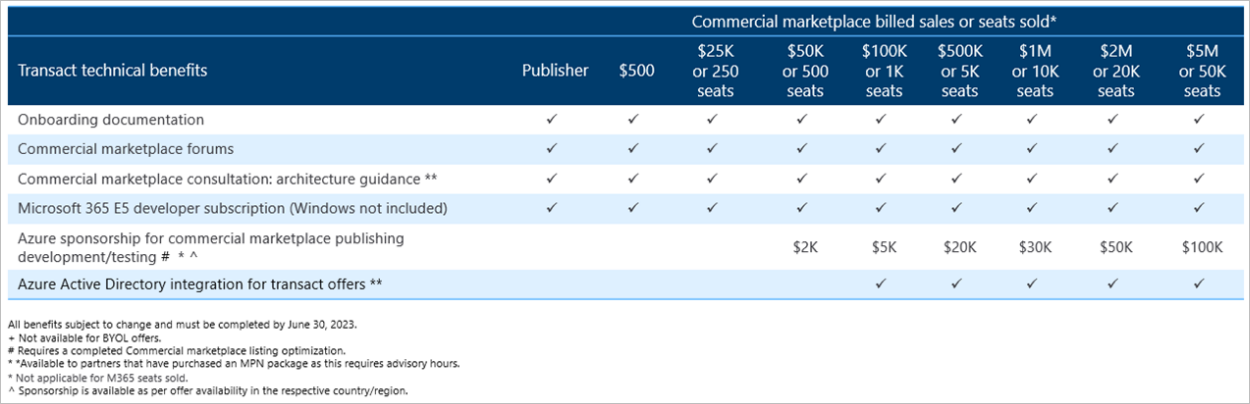 Commercial marketplace billed sales or seats sold*
Transact technical benefits Publisher $500 $25K or 250 seats $50K or 500 seats $100K or 1K seats $500K or 5K seats $1M or 10K seats $2M or 20K seats $5M or 50K seats
Onboarding documentation ✓ ✓ ✓ ✓ ✓ ✓ ✓ ✓ ✓
Commercial marketplace forums ✓ ✓ ✓ ✓ ✓ ✓ ✓ ✓ ✓
Commercial marketplace consultation: architecture guidance ** ✓ ✓ ✓ ✓ ✓ ✓ ✓ ✓ ✓
Microsoft 365 E5 developer subscription (Windows not included) ✓ ✓ ✓ ✓ ✓ ✓ ✓ ✓ ✓
Azure sponsorship for commercial marketplace publishing
development/testing # * ^ $2K $5K $20K $30K $50K $100K
Azure Active Directory integration for transact offers ** ✓ ✓ ✓ ✓ ✓
All benefits subject to change and must be completed by June 30, 2023.
+ Not available for BYOL offers.
# Requires a completed Commercial marketplace listing optimization.
* *Available to partners that have purchased an MPN package as this requires advisory hours.
* Not applicable for M365 seats sold.
^ Sponsorship is available as per offer availability in the respective country/region.